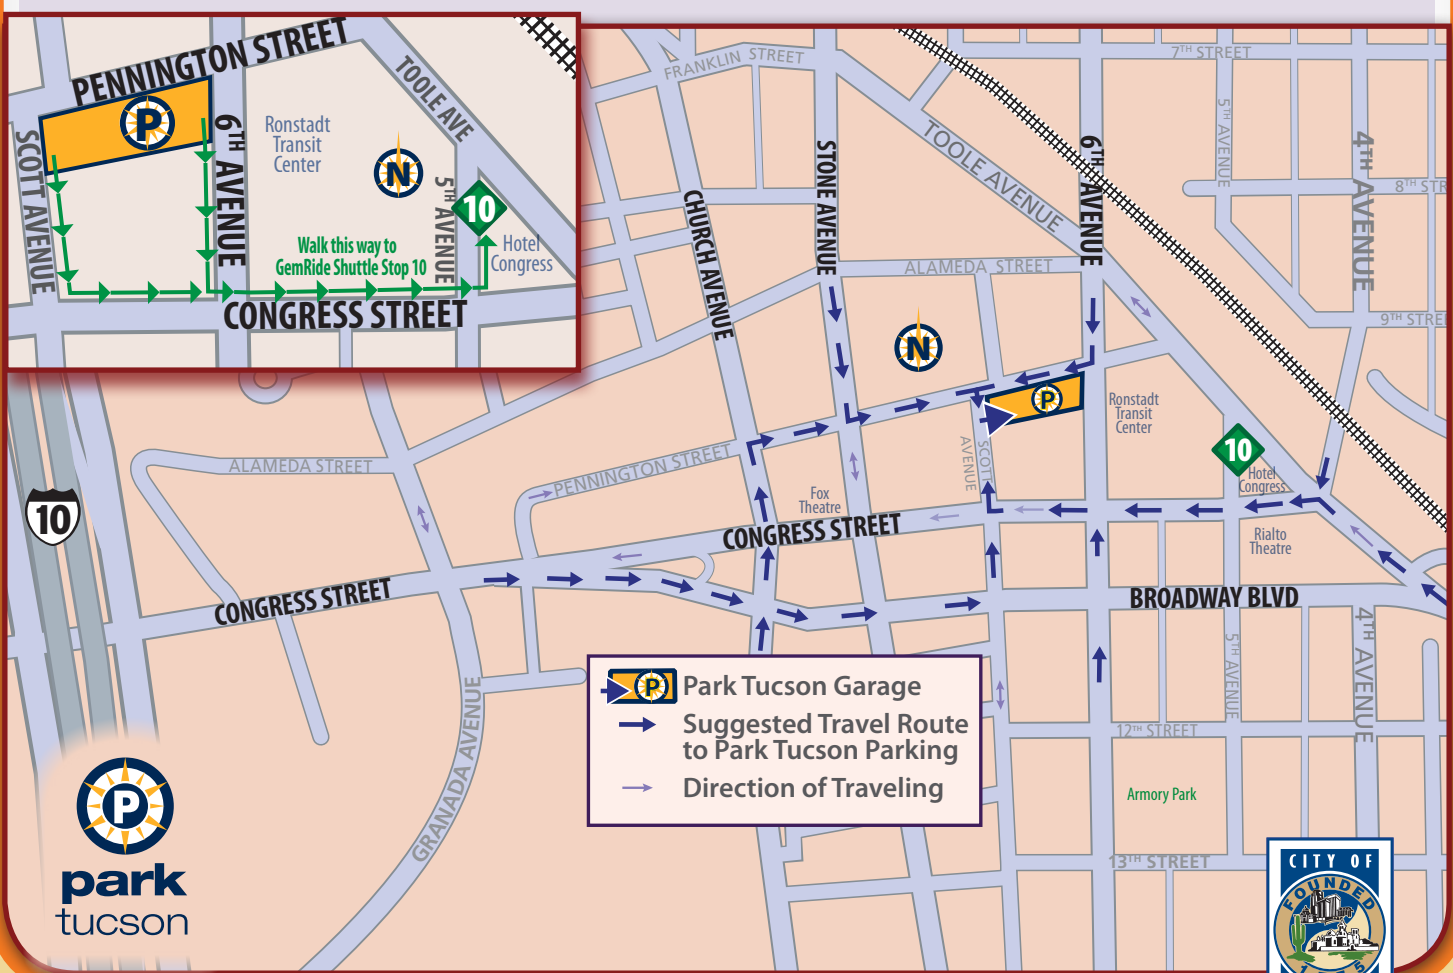 PENNINGTON STREET
TOOLE AVE
P
SCOTT AVENUE
6TH AVENUE
Ronstadt
Transit
Center
N
5TH AVENUE
10
Hotel
Congress
Walk this way to
GemRide Shuttle Stop 10
CONGRESS STREET
FRANKLIN STREET
7TH STREET
5TH AVENUE
4TH AVENUE
8TH STR
9TH STREE
TOOLE AVENUE
6TH AVENUE
STONE AVENUE
CHURCH AVENUE
ALAMEDA STREET
N
P
Ronstadt
Transit
Center
SCOTT
AVENUE
10
Hotel
Congress
Rialto
Theatre
Fox
Theatre
PENNINGTON STREET
ALAMEDA STREET
10
CONGRESS STREET
CONGRESS STREET
BROADWAY BLVD
5TH AVENUE
4TH AVENUE
12TH STREET
Armory Park
13TH STREET
GRANADA AVENUE
P
Park Tucson Garage
Suggested Travel Route
to Park Tucson Parking
Direction of Traveling
P
park
tucson
CITY OF
FOUNDED